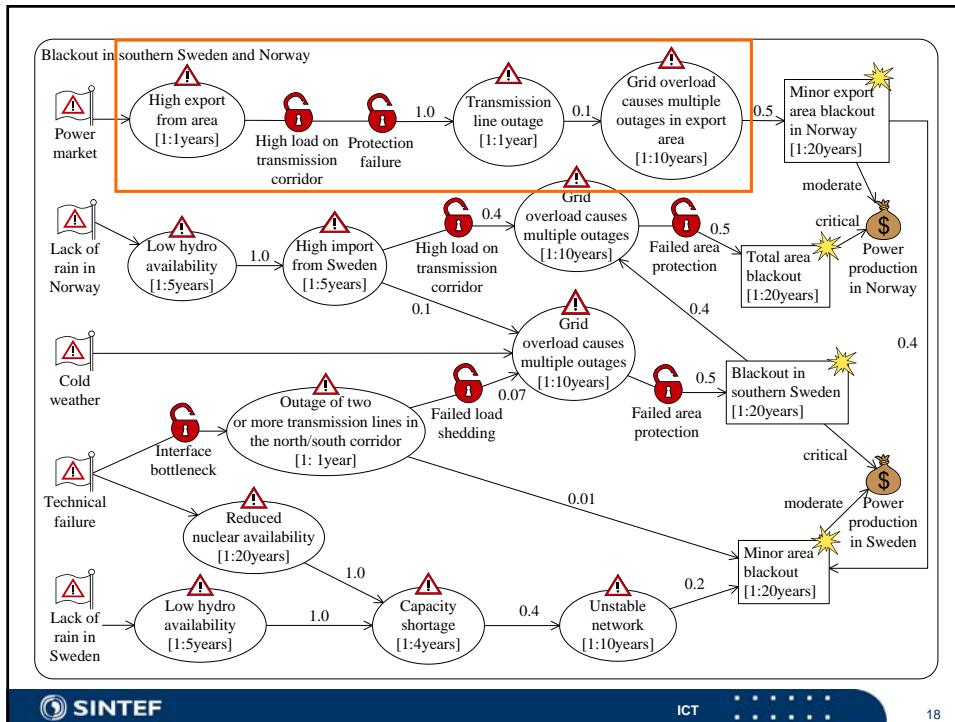 Blackout in southern Sweden and Norway
Power
market
High export
from area
[1:1years]
High load on
transmission
corridor
Protection
failure
1.0
Transmission
line outage
[1:1year]
0.1
Grid overload
causes multiple
outages in export
area
[1:10years]
0.5
Minor export
area blackout
in Norway
[1:20years]
moderate
Lack of
rain in
Norway
Low hydro
availability
[1:5years]
1.0
High import
from Sweden
[1:5years]
0.4
High load on
transmission
corridor
Grid
overload causes
multiple outages
[1:10years]
0.5
Failed area
protection
Total area
blackout
[1:20years]
critical
$
Power
production
in Norway
0.1
0.4
0.4
Cold
weather
Grid
overload causes
multiple outages
[1:10years]
0.5
Failed area
protection
Blackout in
southern Sweden
[1:20years]
critical
Technical
failure
Interface
bottleneck
Outage of two
or more transmission lines in
the north/south corridor
[1: 1year]
0.07
Failed load
shedding
0.01
moderate
$
Power
production
in Sweden
Reduced
nuclear availability
[1:20years]
1.0
Minor area
blackout
[1:20years]
Lack of
rain in
Sweden
Low hydro
availability
[1:5years]
1.0
Capacity
shortage
[1:4years]
0.4
Unstable
network
[1:10years]
0.2
SINTEF
ICT
18